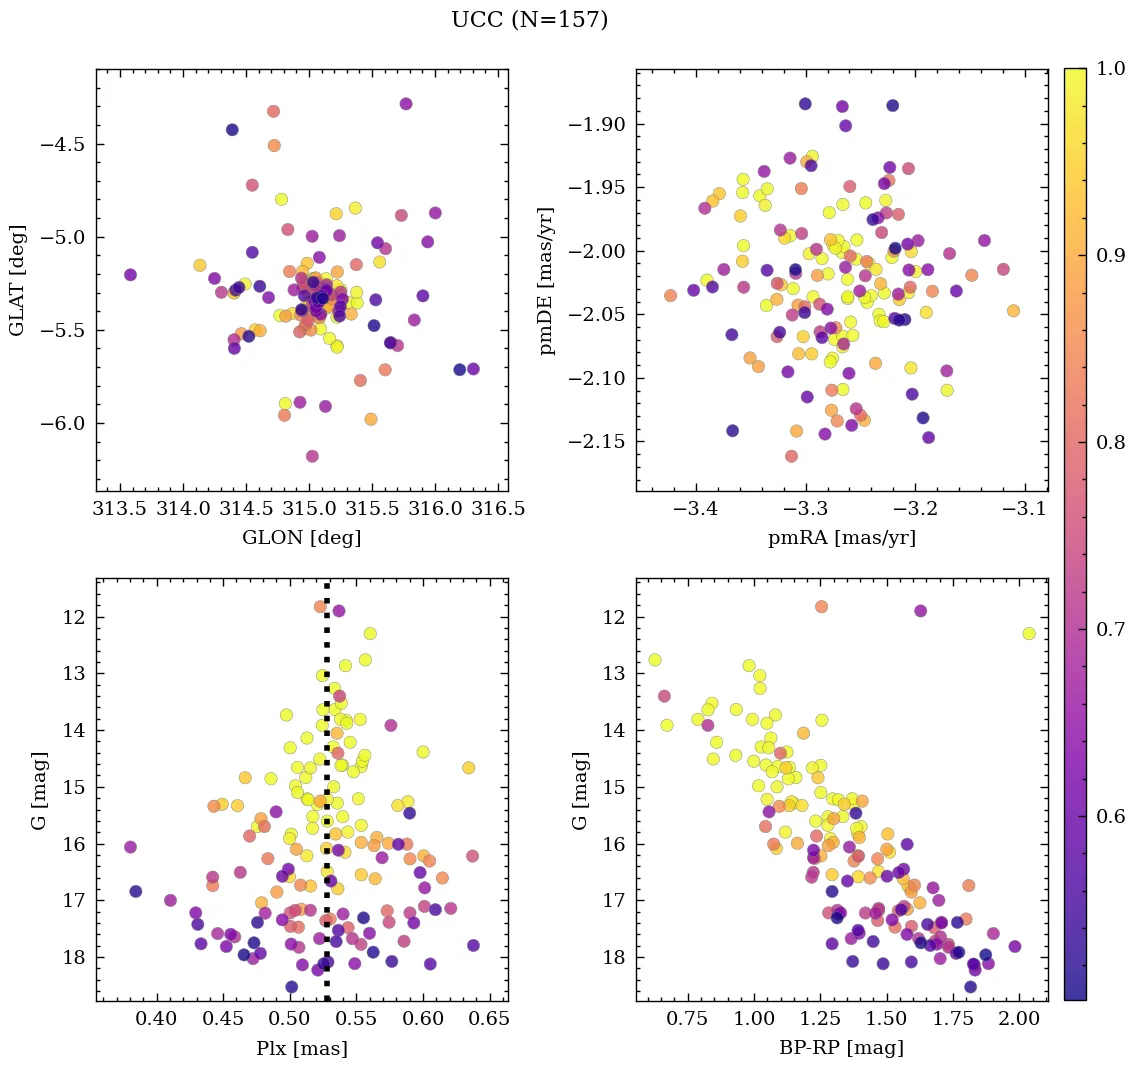 UCC (N=157)
−4.5
−5.0
−5.5
−6.0
GLAT [deg]
313.5 314.0 314.5 315.0 315.5 316.0 316.5
GLON [deg]
−1.90
−1.95
−2.00
−2.05
−2.10
−2.15
pmDE [mas/yr]
−3.4 −3.3 −3.2 −3.1
pmRA [mas/yr]
1.0
0.9
0.8
0.7
0.6
12
13
14
15
16
17
18
G [mag]
0.40 0.45 0.50 0.55 0.60 0.65
Plx [mas]
12
13
14
15
16
17
18
G [mag]
0.75 1.00 1.25 1.50 1.75 2.00
BP-RP [mag]